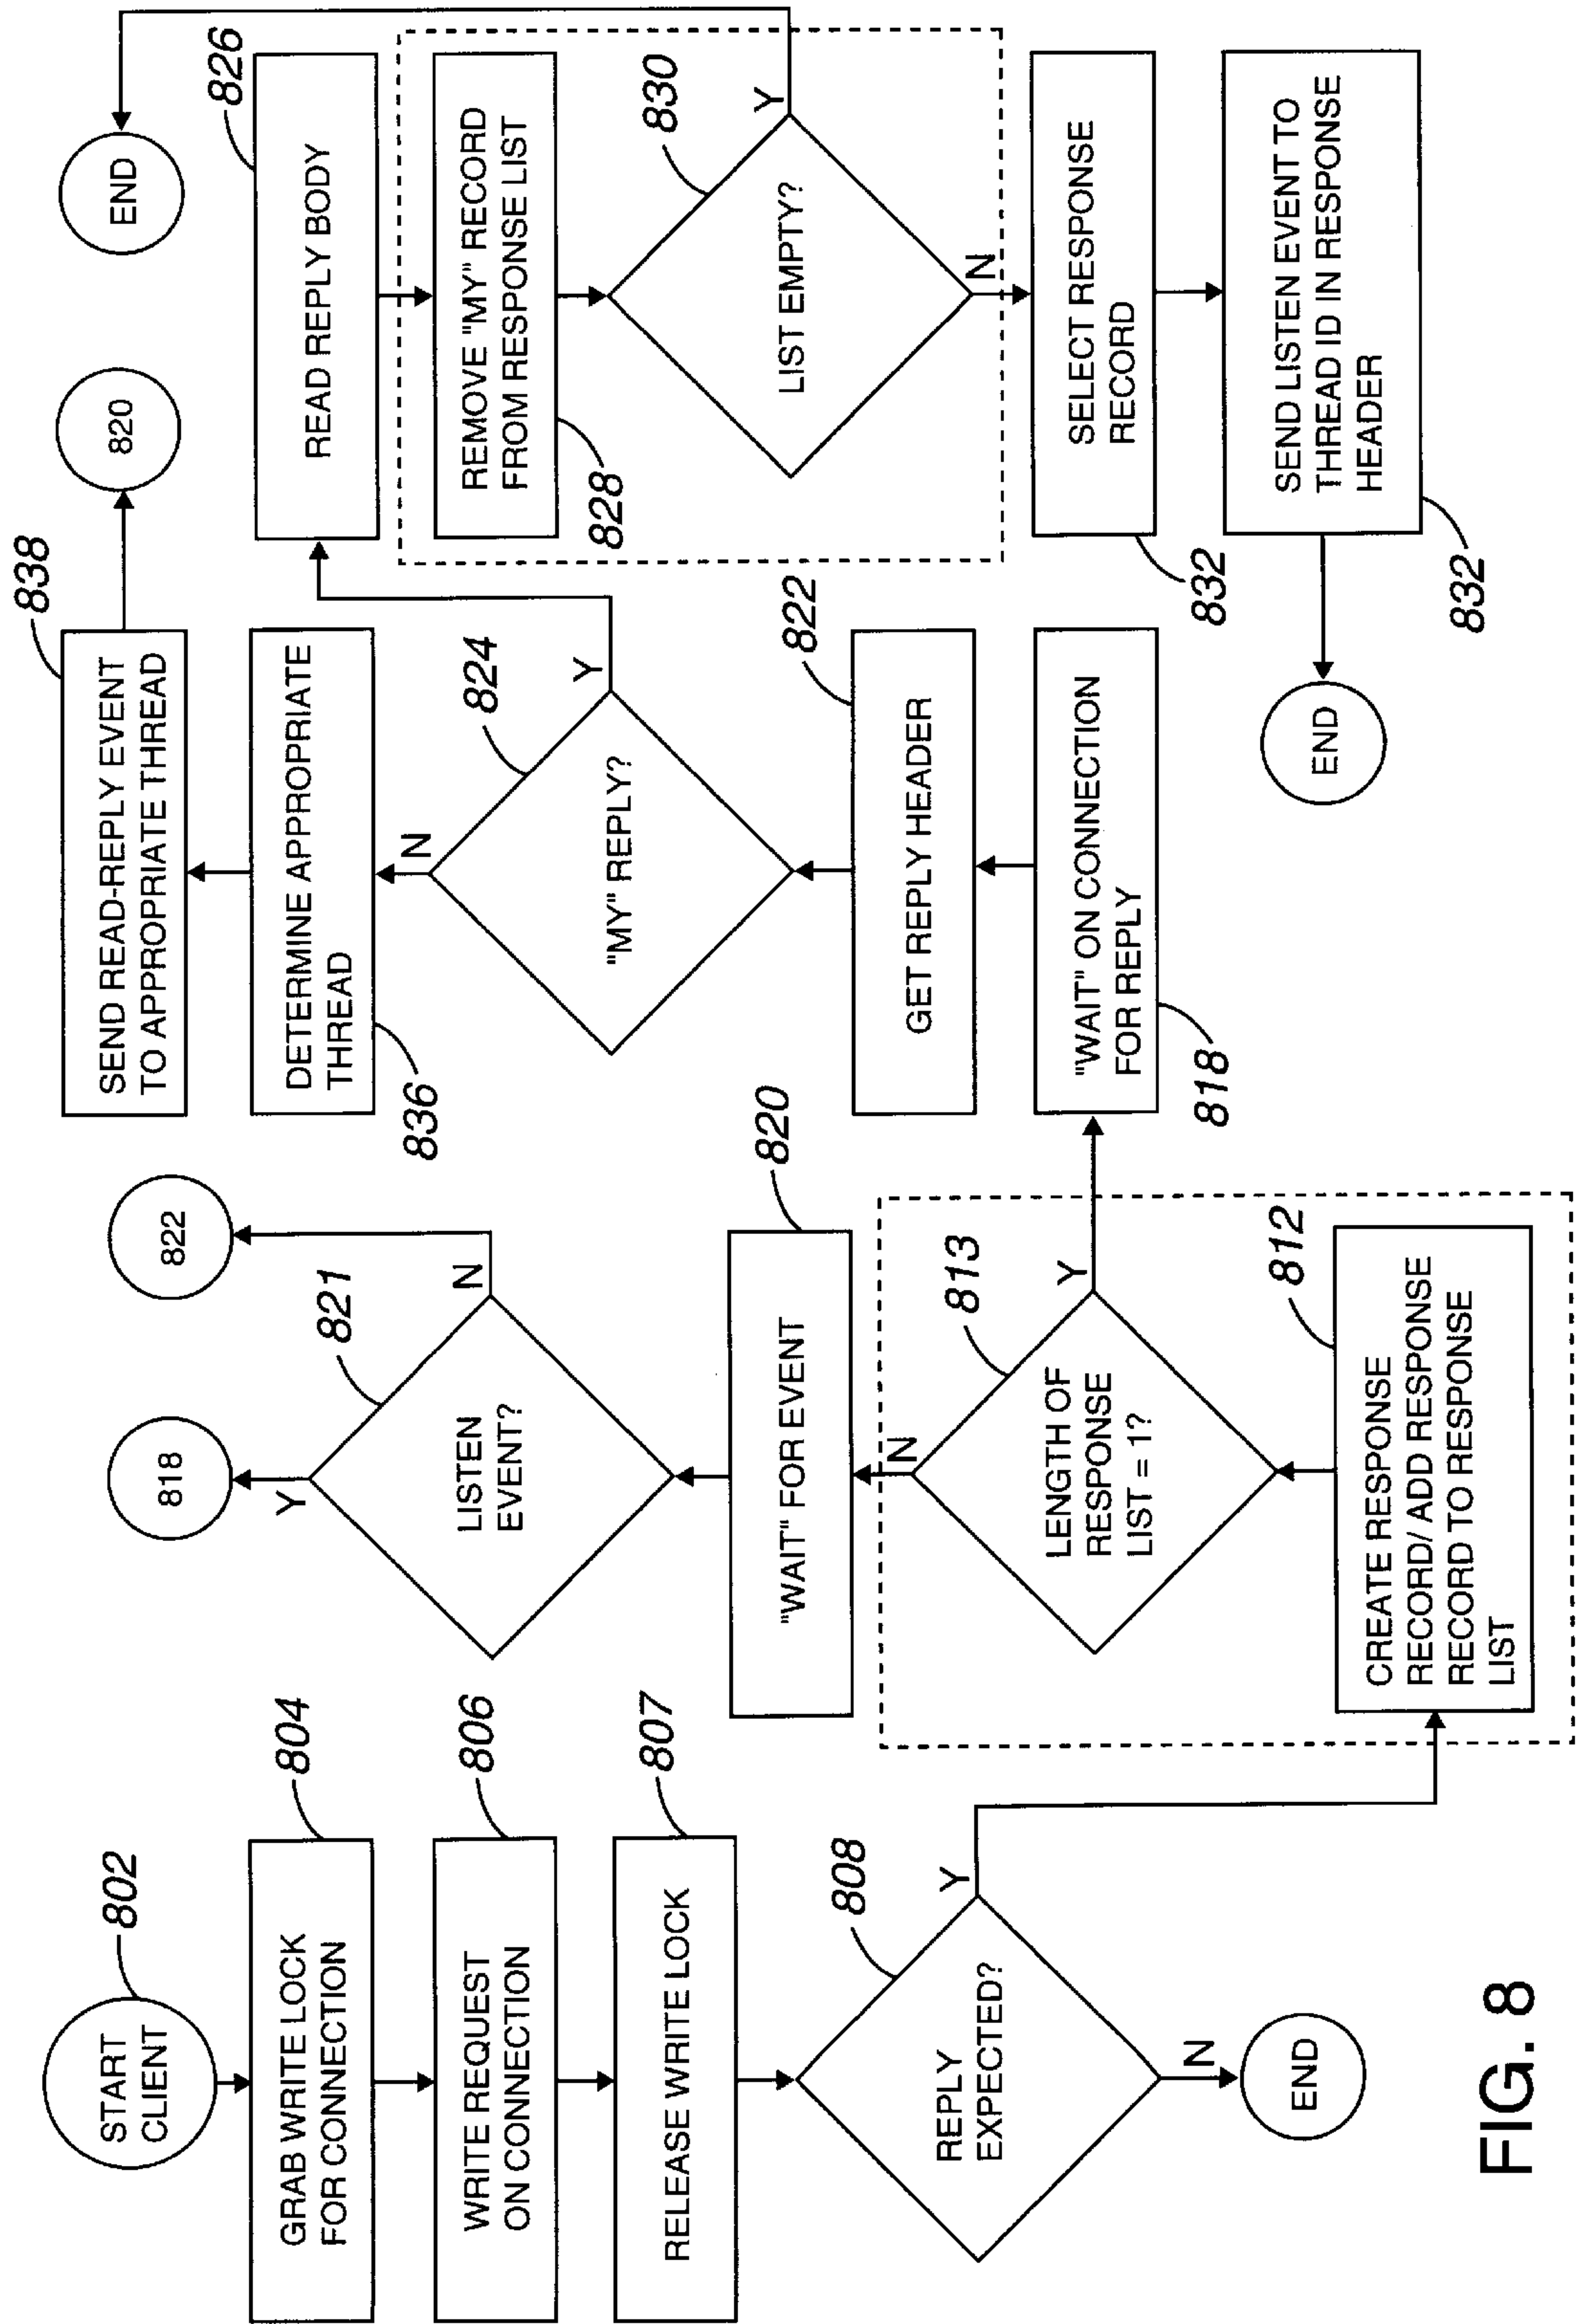 START
CLIENT
802
GRAB WRITE LOCK
FOR CONNECTION
804
WRITE REQUEST
ON CONNECTION
806
RELEASE WRITE LOCK
807
REPLY
EXPECTED?
808
Y
N
END
818
822
LISTEN
EVENT?
821
Y
N
"WAIT" FOR EVENT
820
LENGTH OF
RESPONSE
LIST = 1?
813
N
Y
CREATE RESPONSE
RECORD/ ADD RESPONSE
RECORD TO RESPONSE
LIST
812
SEND READ-REPLY EVENT
TO APPROPRIATE THREAD
838
820
DETERMINE APPROPRIATE
THREAD
836
"MY" REPLY?
824
N
Y
GET REPLY HEADER
822
"WAIT" ON CONNECTION
FOR REPLY
818
END
READ REPLY BODY
826
REMOVE "MY" RECORD
FROM RESPONSE LIST
828
LIST EMPTY?
830
Y
N
SELECT RESPONSE
RECORD
832
SEND LISTEN EVENT TO
THREAD ID IN RESPONSE
HEADER
832
END
FIG. 8